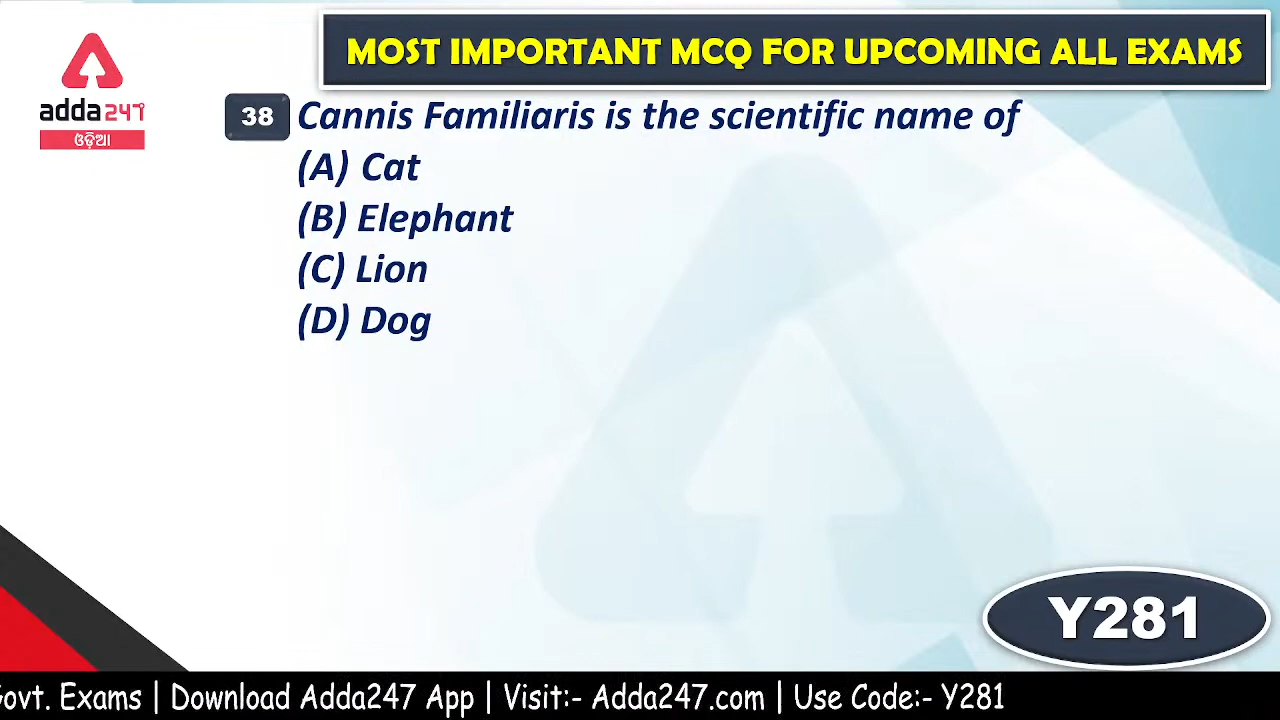 MOST IMPORTANT MCQ FOR UPCOMING ALL EXAMS
adda247
ଓଡ଼ିଆ
38 Cannis Familiaris is the scientific name of
(A) Cat
(B) Elephant
(C) Lion
(D) Dog
Y281
Govt. Exams | Download Adda247 App | Visit:- Adda247.com | Use Code:- Y281